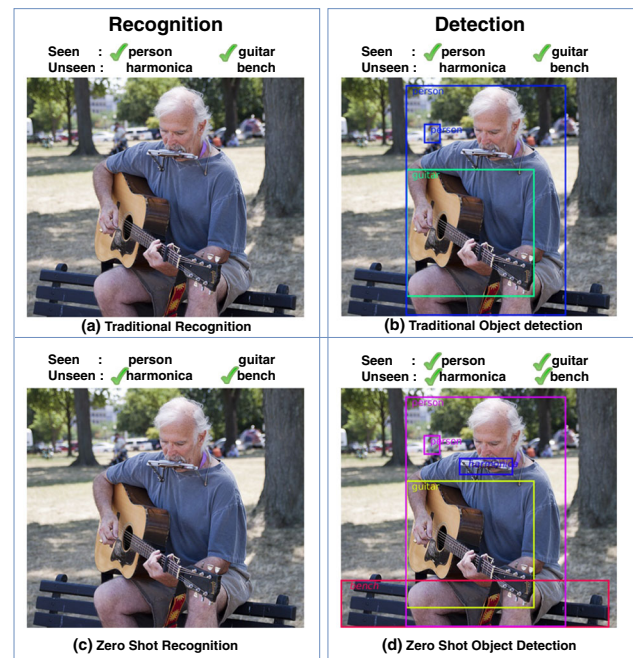 Recognition
Seen : person guitar
Unseen : harmonica bench
(a) Traditional Recognition
Detection
Seen : person guitar
Unseen : harmonica bench
person
person
guitar
(b) Traditional Object detection
Seen : person guitar
Unseen : harmonica bench
(c) Zero Shot Recognition
Seen : person guitar
Unseen : harmonica bench
person
person
harmonica
guitar
bench
(d) Zero Shot Object Detection